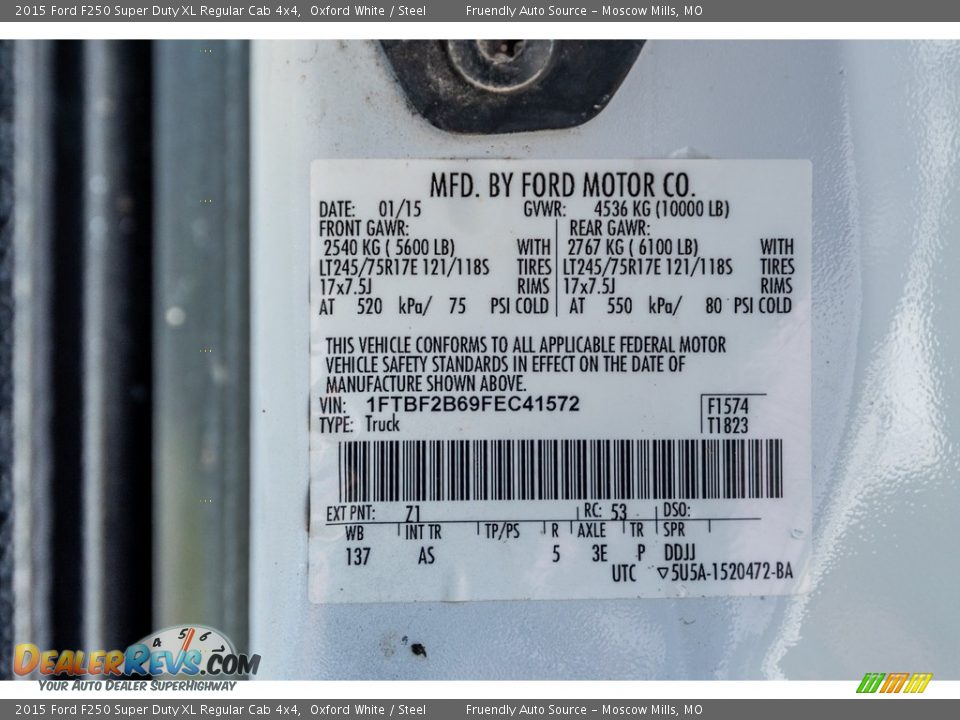 2015 Ford F250 Super Duty XL Regular Cab 4x4, Oxford White / Steel Fruendly Auto Source - Moscow Mills, MO
MFD. BY FORD MOTOR CO.
DATE: 01/15 GVWR: 4536 KG (10000 LB)
FRONT GAWR: REAR GAWR:
2540 KG ( 5600 LB) WITH 2767 KG ( 6100 LB) WITH
LT245/75R17E 121/118S TIRES LT245/75R17E 121/118S TIRES
17x7.5J RIMS 17x7.5J RIMS
AT 520 kPa/ 75 PSI COLD AT 550 kPa/ 80 PSI COLD
THIS VEHICLE CONFORMS TO ALL APPLICABLE FEDERAL MOTOR
VEHICLE SAFETY STANDARDS IN EFFECT ON THE DATE OF
MANUFACTURE SHOWN ABOVE.
VIN: 1FTBF2B69FEC41572 F1574
TYPE: Truck T1823
EXT PNT: Z1 RC: 53 DSO:
WB INT TR TP/PS R AXLE TR SPR
137 AS 5 3E P DDJJ
UTC ▽5U5A-1520472-BA
4 5 6
DEALERREVS.COM
YOUR AUTO DEALER SUPERHIGHWAY
2015 Ford F250 Super Duty XL Regular Cab 4x4, Oxford White / Steel Fruendly Auto Source - Moscow Mills, MO